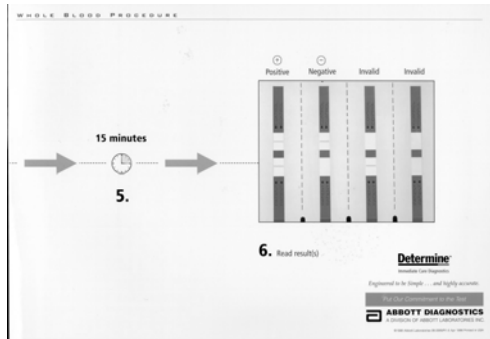 WHOLE BLOOD PROCEDURE
Positive Negative Invalid Invalid
15 minutes
5.
6. Read result(s)
Determine™
Immediate Care Diagnostics
Engineered to be Simple . . . and highly accurate.
Put Our Commitment to the Test
ABBOTT DIAGNOSTICS
A DIVISION OF ABBOTT LABORATORIES INC.